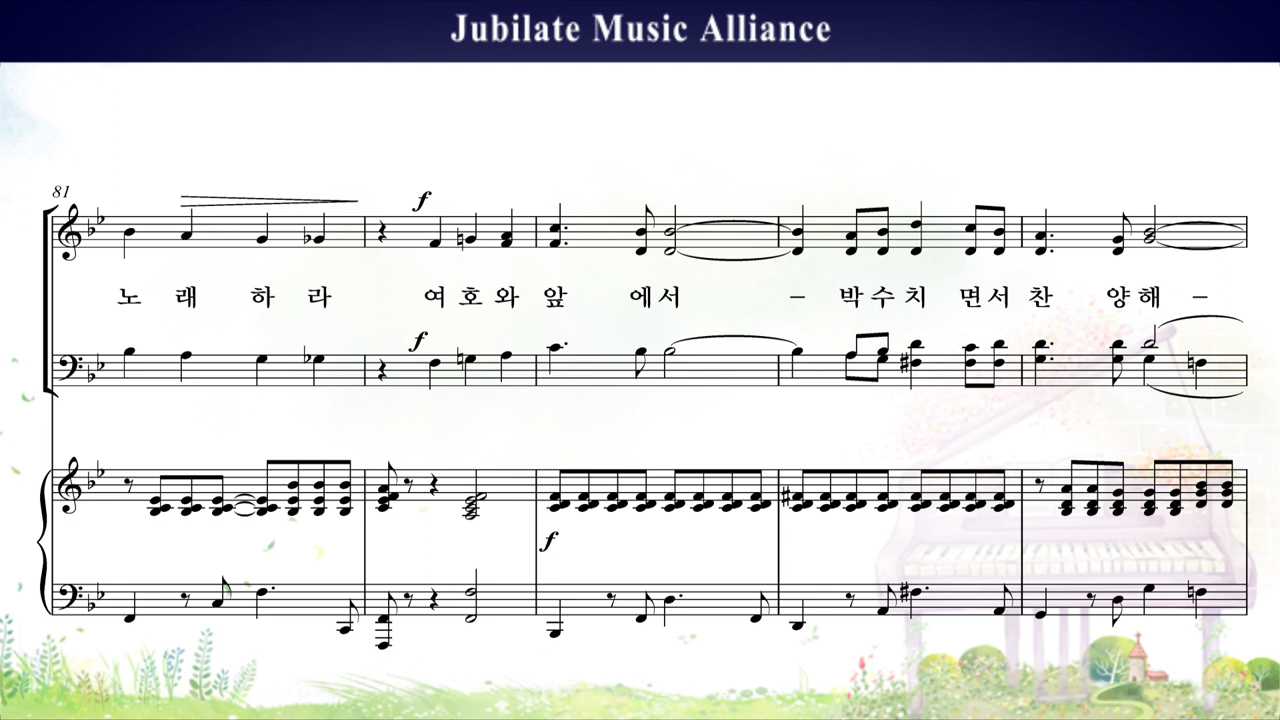 Jubilate Music Alliance
81
f
노 래 하 라 여 호 와 앞 에 서 – 박 수 치 면 서 찬 양 해 –
f
f